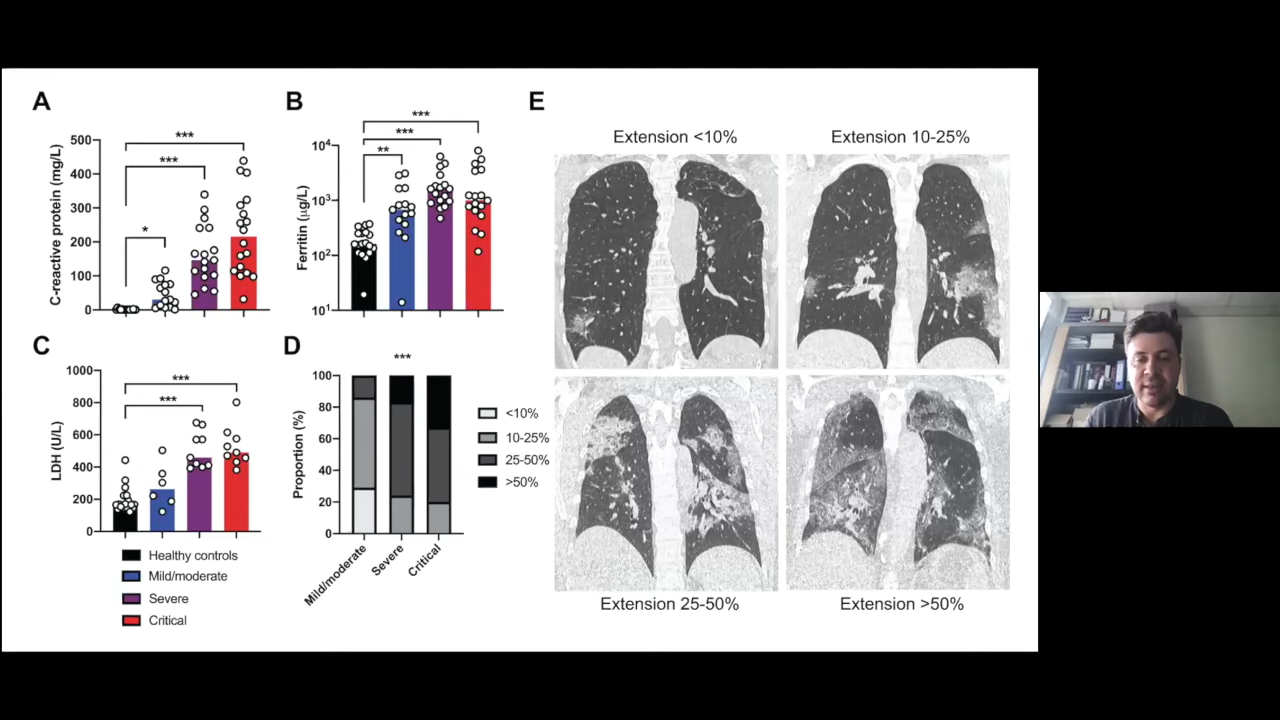 A
C-reactive protein (mg/L)
500
400
300
200
100
0
*
***
***
B
Ferritin (µg/L)
10⁴
10³
10²
10¹
**
***
***
C
LDH (U/L)
1000
800
600
400
200
0
***
***
Healthy controls
Mild/moderate
Severe
Critical
D
***
Proportion (%)
100
80
60
40
20
0
Mild/moderate
Severe
Critical
<10%
10-25%
25-50%
>50%
E
Extension <10%
Extension 10-25%
Extension 25-50%
Extension >50%